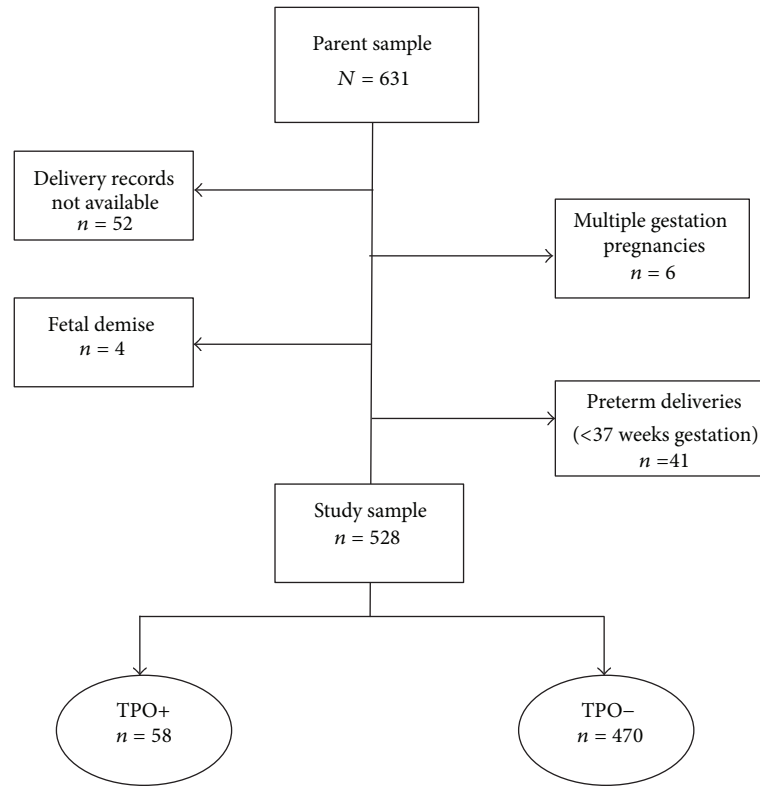 Parent sample
N = 631
Delivery records
not available
n = 52
Multiple gestation
pregnancies
n = 6
Fetal demise
n = 4
Preterm deliveries
(<37 weeks gestation)
n =41
Study sample
n = 528
TPO+
n = 58
TPO−
n = 470